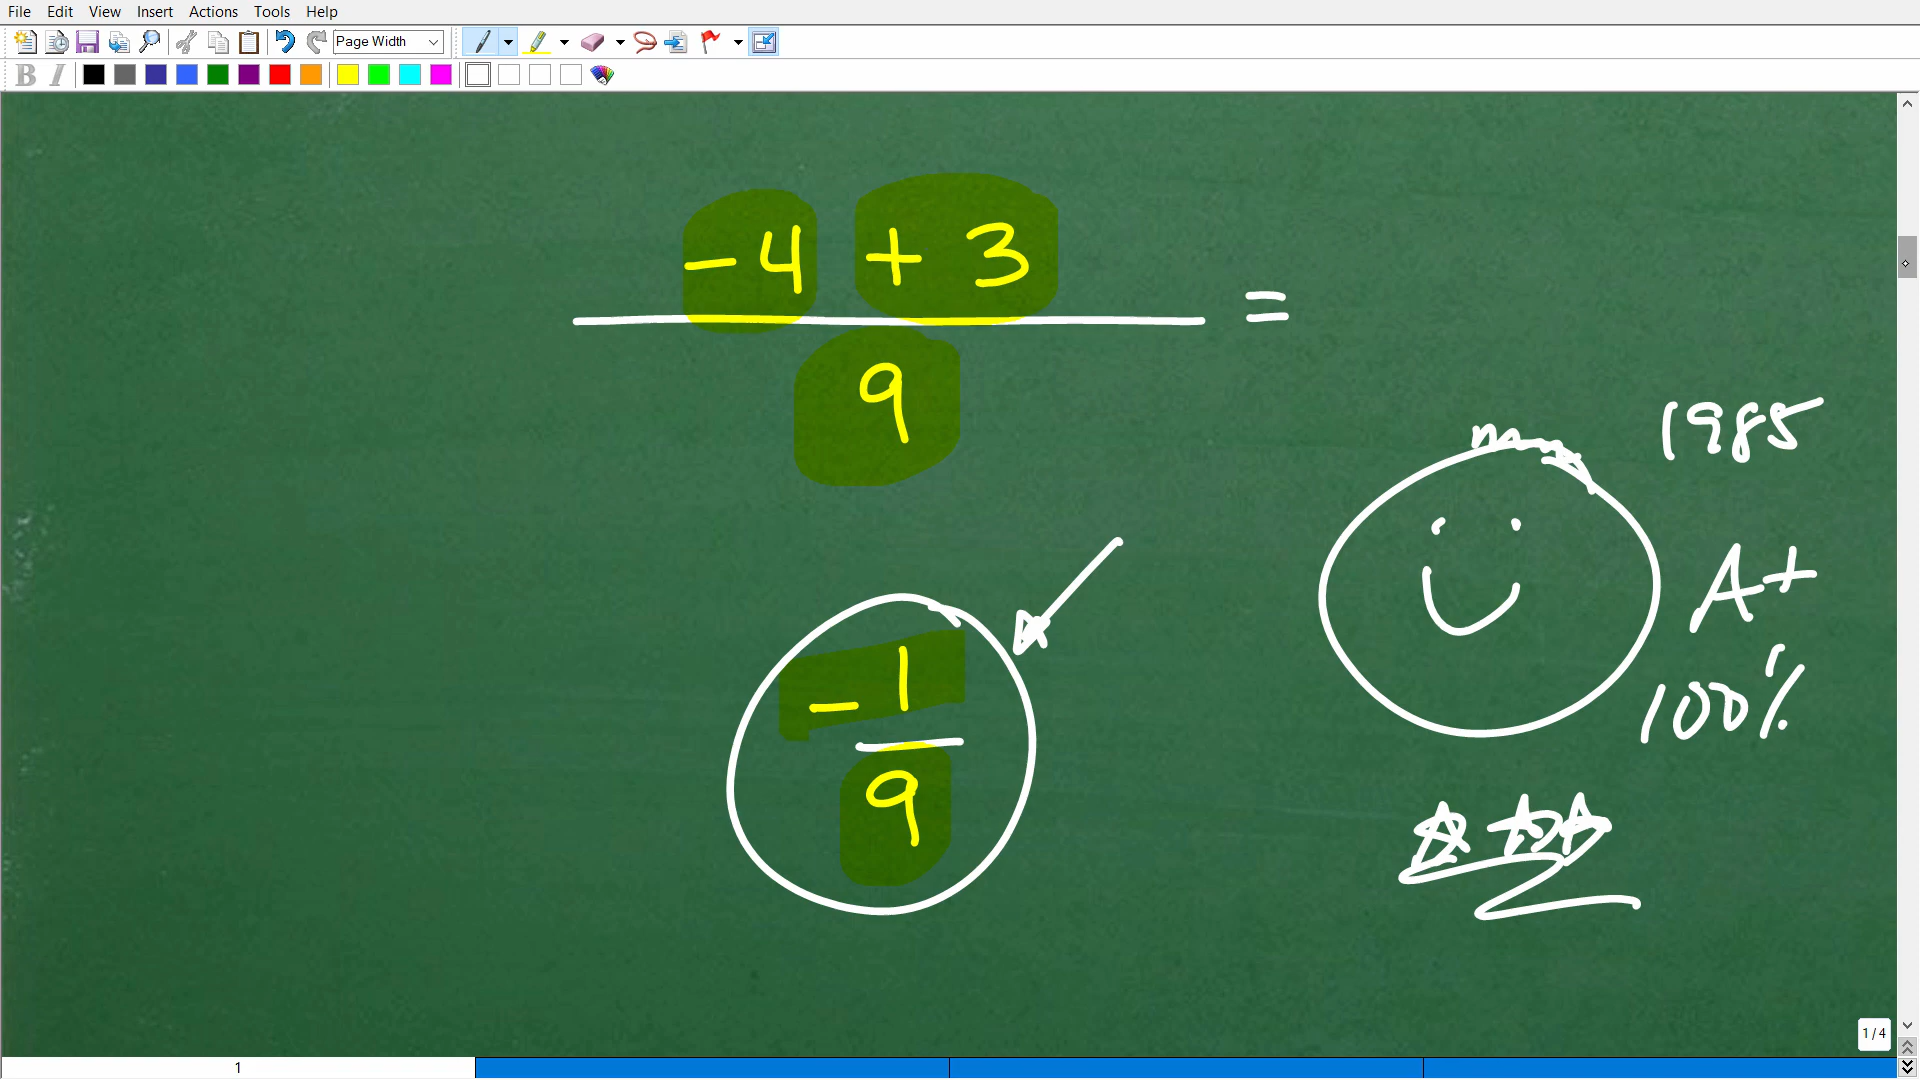 File Edit View Insert Actions Tools Help
Page Width
B I
- 4 + 3
=
9
- 1
9
1985
A+
100%
1 / 4
1